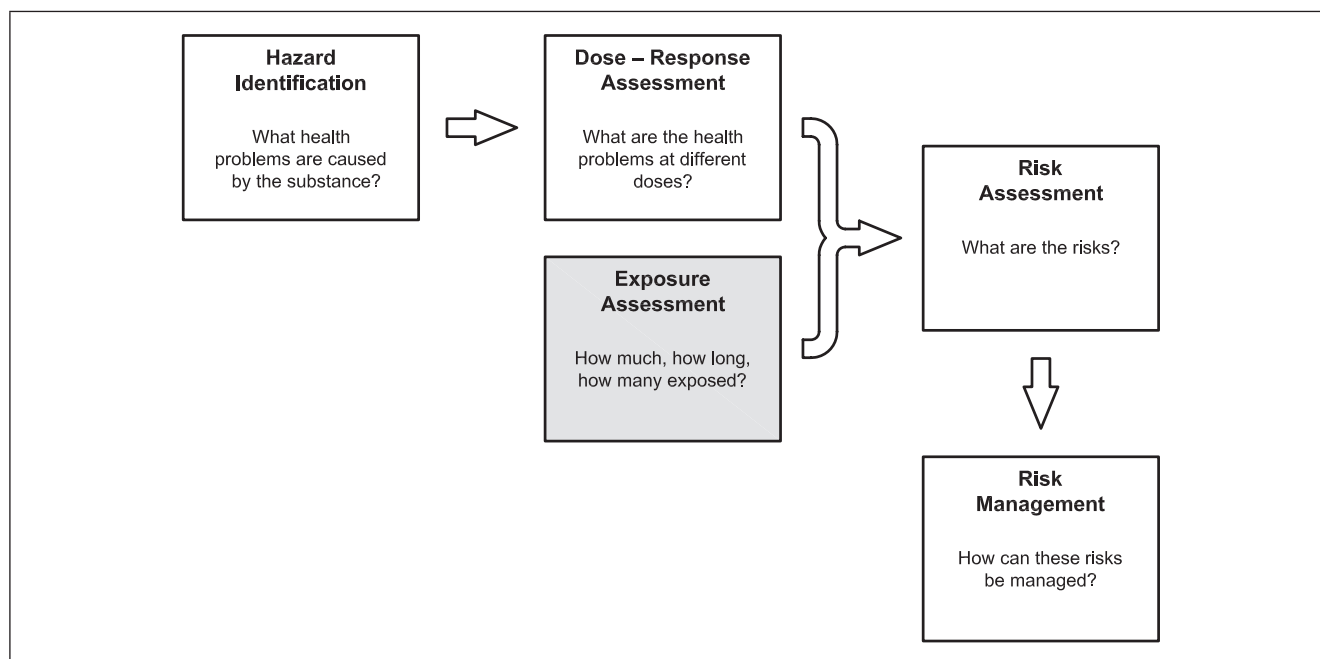 Hazard
Identification
What health
problems are caused
by the substance?
Dose – Response
Assessment
What are the health
problems at different
doses?
Exposure
Assessment
How much, how long,
how many exposed?
Risk
Assessment
What are the risks?
Risk
Management
How can these risks
be managed?